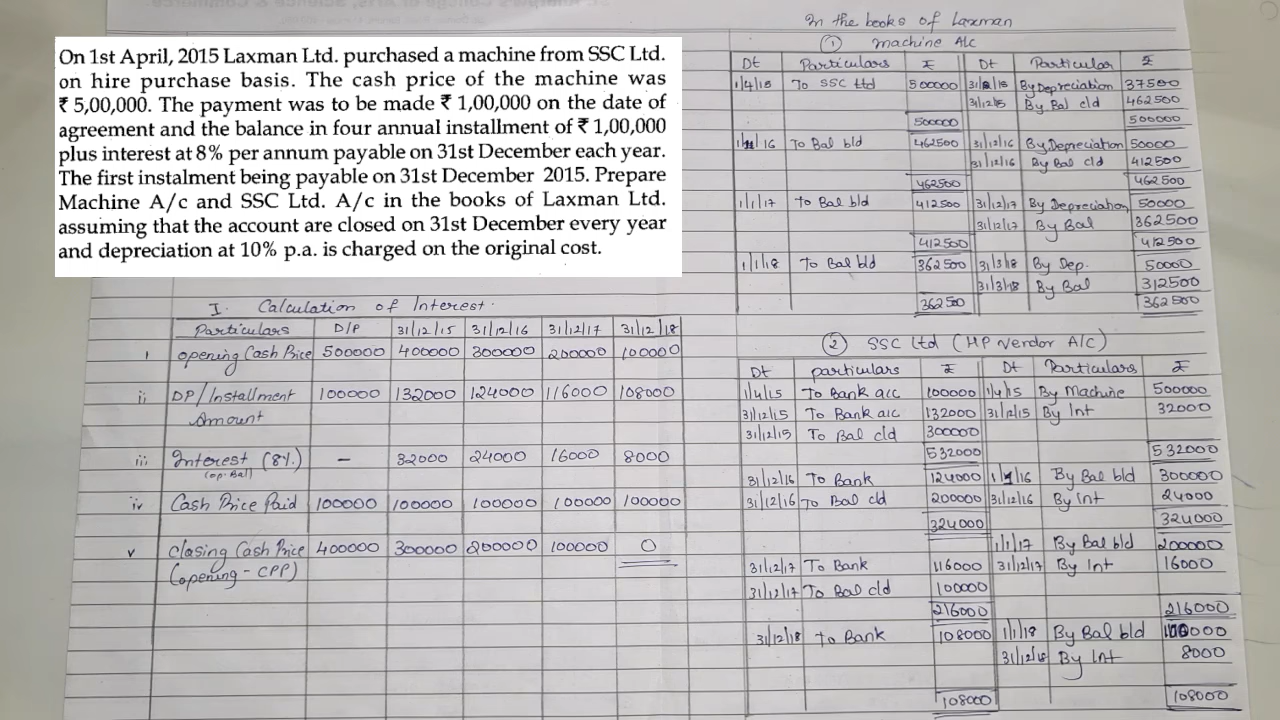 On 1st April, 2015 Laxman Ltd. purchased a machine from SSC Ltd.
on hire purchase basis. The cash price of the machine was
₹ 5,00,000. The payment was to be made ₹ 1,00,000 on the date of
agreement and the balance in four annual installment of ₹ 1,00,000
plus interest at 8% per annum payable on 31st December each year.
The first instalment being payable on 31st December 2015. Prepare
Machine A/c and SSC Ltd. A/c in the books of Laxman Ltd.
assuming that the account are closed on 31st December every year
and depreciation at 10% p.a. is charged on the original cost.
I. Calculation of Interest.
Particulars D/P 31/12/15 31/12/16 31/12/17 31/12/18
i opening Cash Price 500000 400000 300000 200000 100000
ii DP/Installment 100000 132000 124000 116000 108000
Amount
iii Interest (8%) – 32000 24000 16000 8000
(op. Bal)
iv Cash Price Paid 100000 100000 100000 100000 100000
v Closing Cash Price 400000 300000 200000 100000 0
(opening - CPP)
In the books of Laxman
① machine A/c
Dt Particulars ₹ Dt Particular ₹
1/4/15 To SSC Ltd 500000 By Depreciation 37500
31/12/15 By Bal c/d 462500
500000 500000
16 To Bal b/d 462500 31/12/16 By Depreciation 50000
31/12/16 By Bal c/d 412500
462500 462500
1/1/17 To Bal b/d 412500 31/12/17 By Depreciation 50000
31/12/17 By Bal 362500
412500 412500
1/1/18 To Bal b/d 362500 31/3/18 By Dep. 50000
31/3/18 By Bal 312500
362500 362500
② SSC Ltd (HP Vendor A/C)
Dt particulars ₹ Dt Particulars ₹
1/4/15 To Bank acc 100000 1/4/15 By Machine 500000
31/12/15 To Bank a/c 132000 31/12/15 By Int 32000
31/12/15 To Bal c/d 300000
532000 532000
31/12/16 To Bank 124000 1/1/16 By Bal b/d 300000
31/12/16 To Bal c/d 200000 31/12/16 By Int 24000
324000 324000
1/1/17 By Bal b/d 200000
31/12/17 To Bank 116000 31/12/17 By Int 16000
31/12/17 To Bal c/d 100000
216000 216000
31/12/18 To Bank 108000 1/1/18 By Bal b/d 100000
31/12/18 By Int 8000
108000 108000